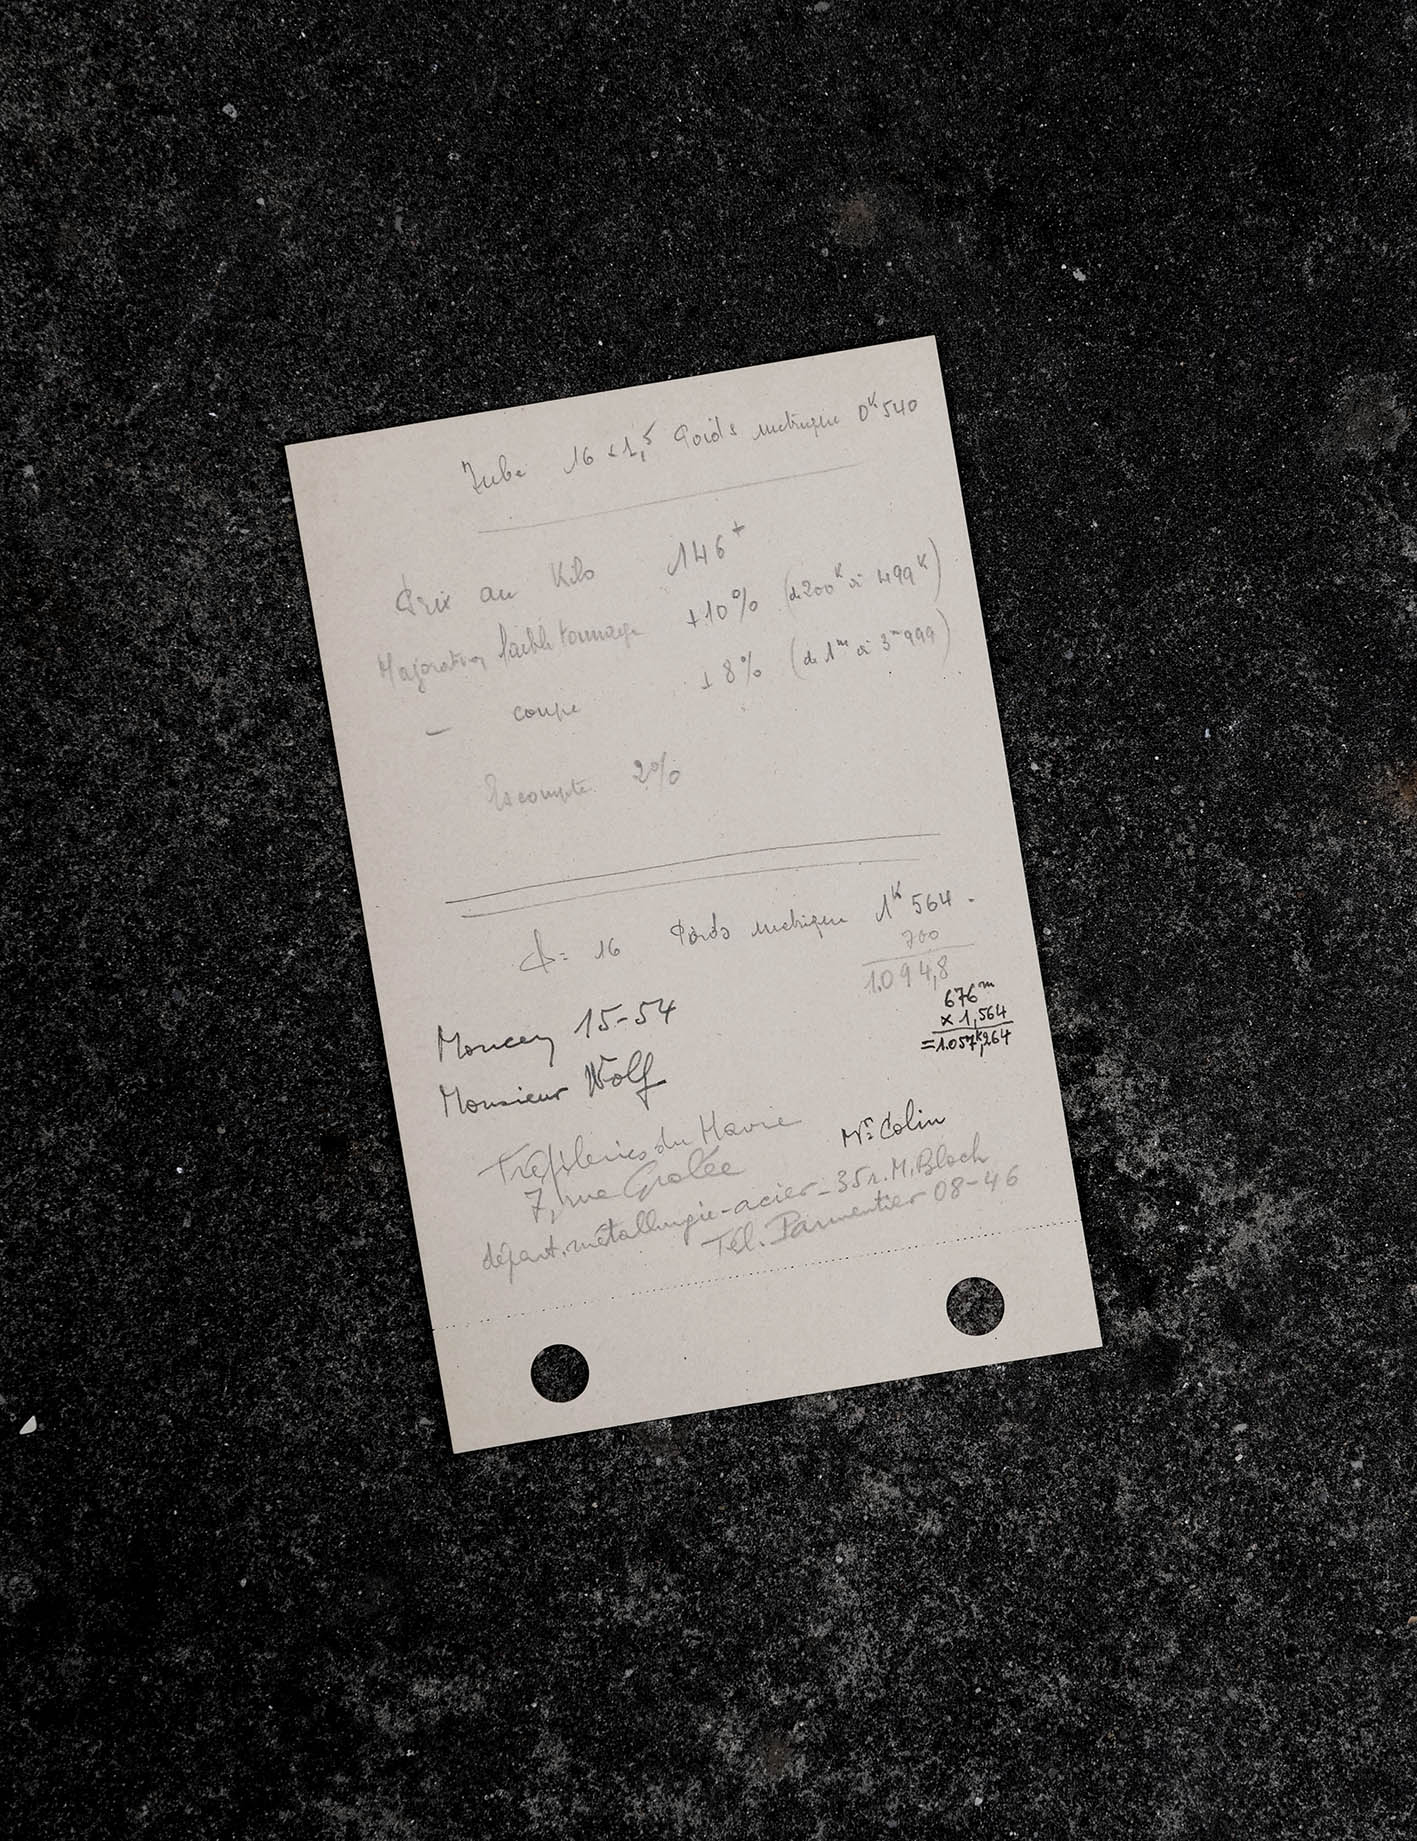 Tube 16 x 1,5 Poids métrique 0ᴷ540
Prix au Kilo 146⁺
Majoration faible tonnage +10% (de 200ᴷ à 499ᴷ)
— coupe + 8% (de 1ᵐ à 3ᵐ999)
Escompte 2%
ф= 16 Poids métrique 1ᴷ564.
700
1.094,8
676ᵐ
× 1,564
=1.057ᴷ,264
Moncey 15-54
Monsieur Wolf
Tréfileries du Havre
Mʳ Colin
7, rue Grolée
départ. métallurgie-acier - 35 r. M. Bloch
Tél. Parmentier 08-46